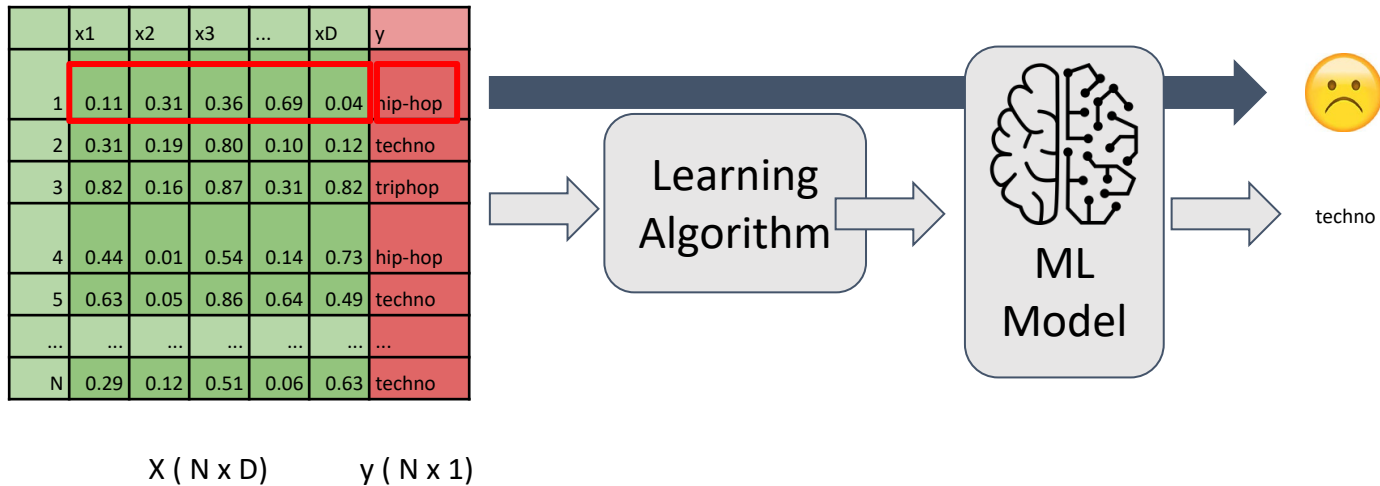 x1 x2 x3 ... xD y
1 0.11 0.31 0.36 0.69 0.04 hip-hop
2 0.31 0.19 0.80 0.10 0.12 techno
3 0.82 0.16 0.87 0.31 0.82 triphop
4 0.44 0.01 0.54 0.14 0.73 hip-hop
5 0.63 0.05 0.86 0.64 0.49 techno
... ... ... ... ... ... ...
N 0.29 0.12 0.51 0.06 0.63 techno
X ( N x D) y ( N x 1)
Learning
Algorithm
ML
Model
techno